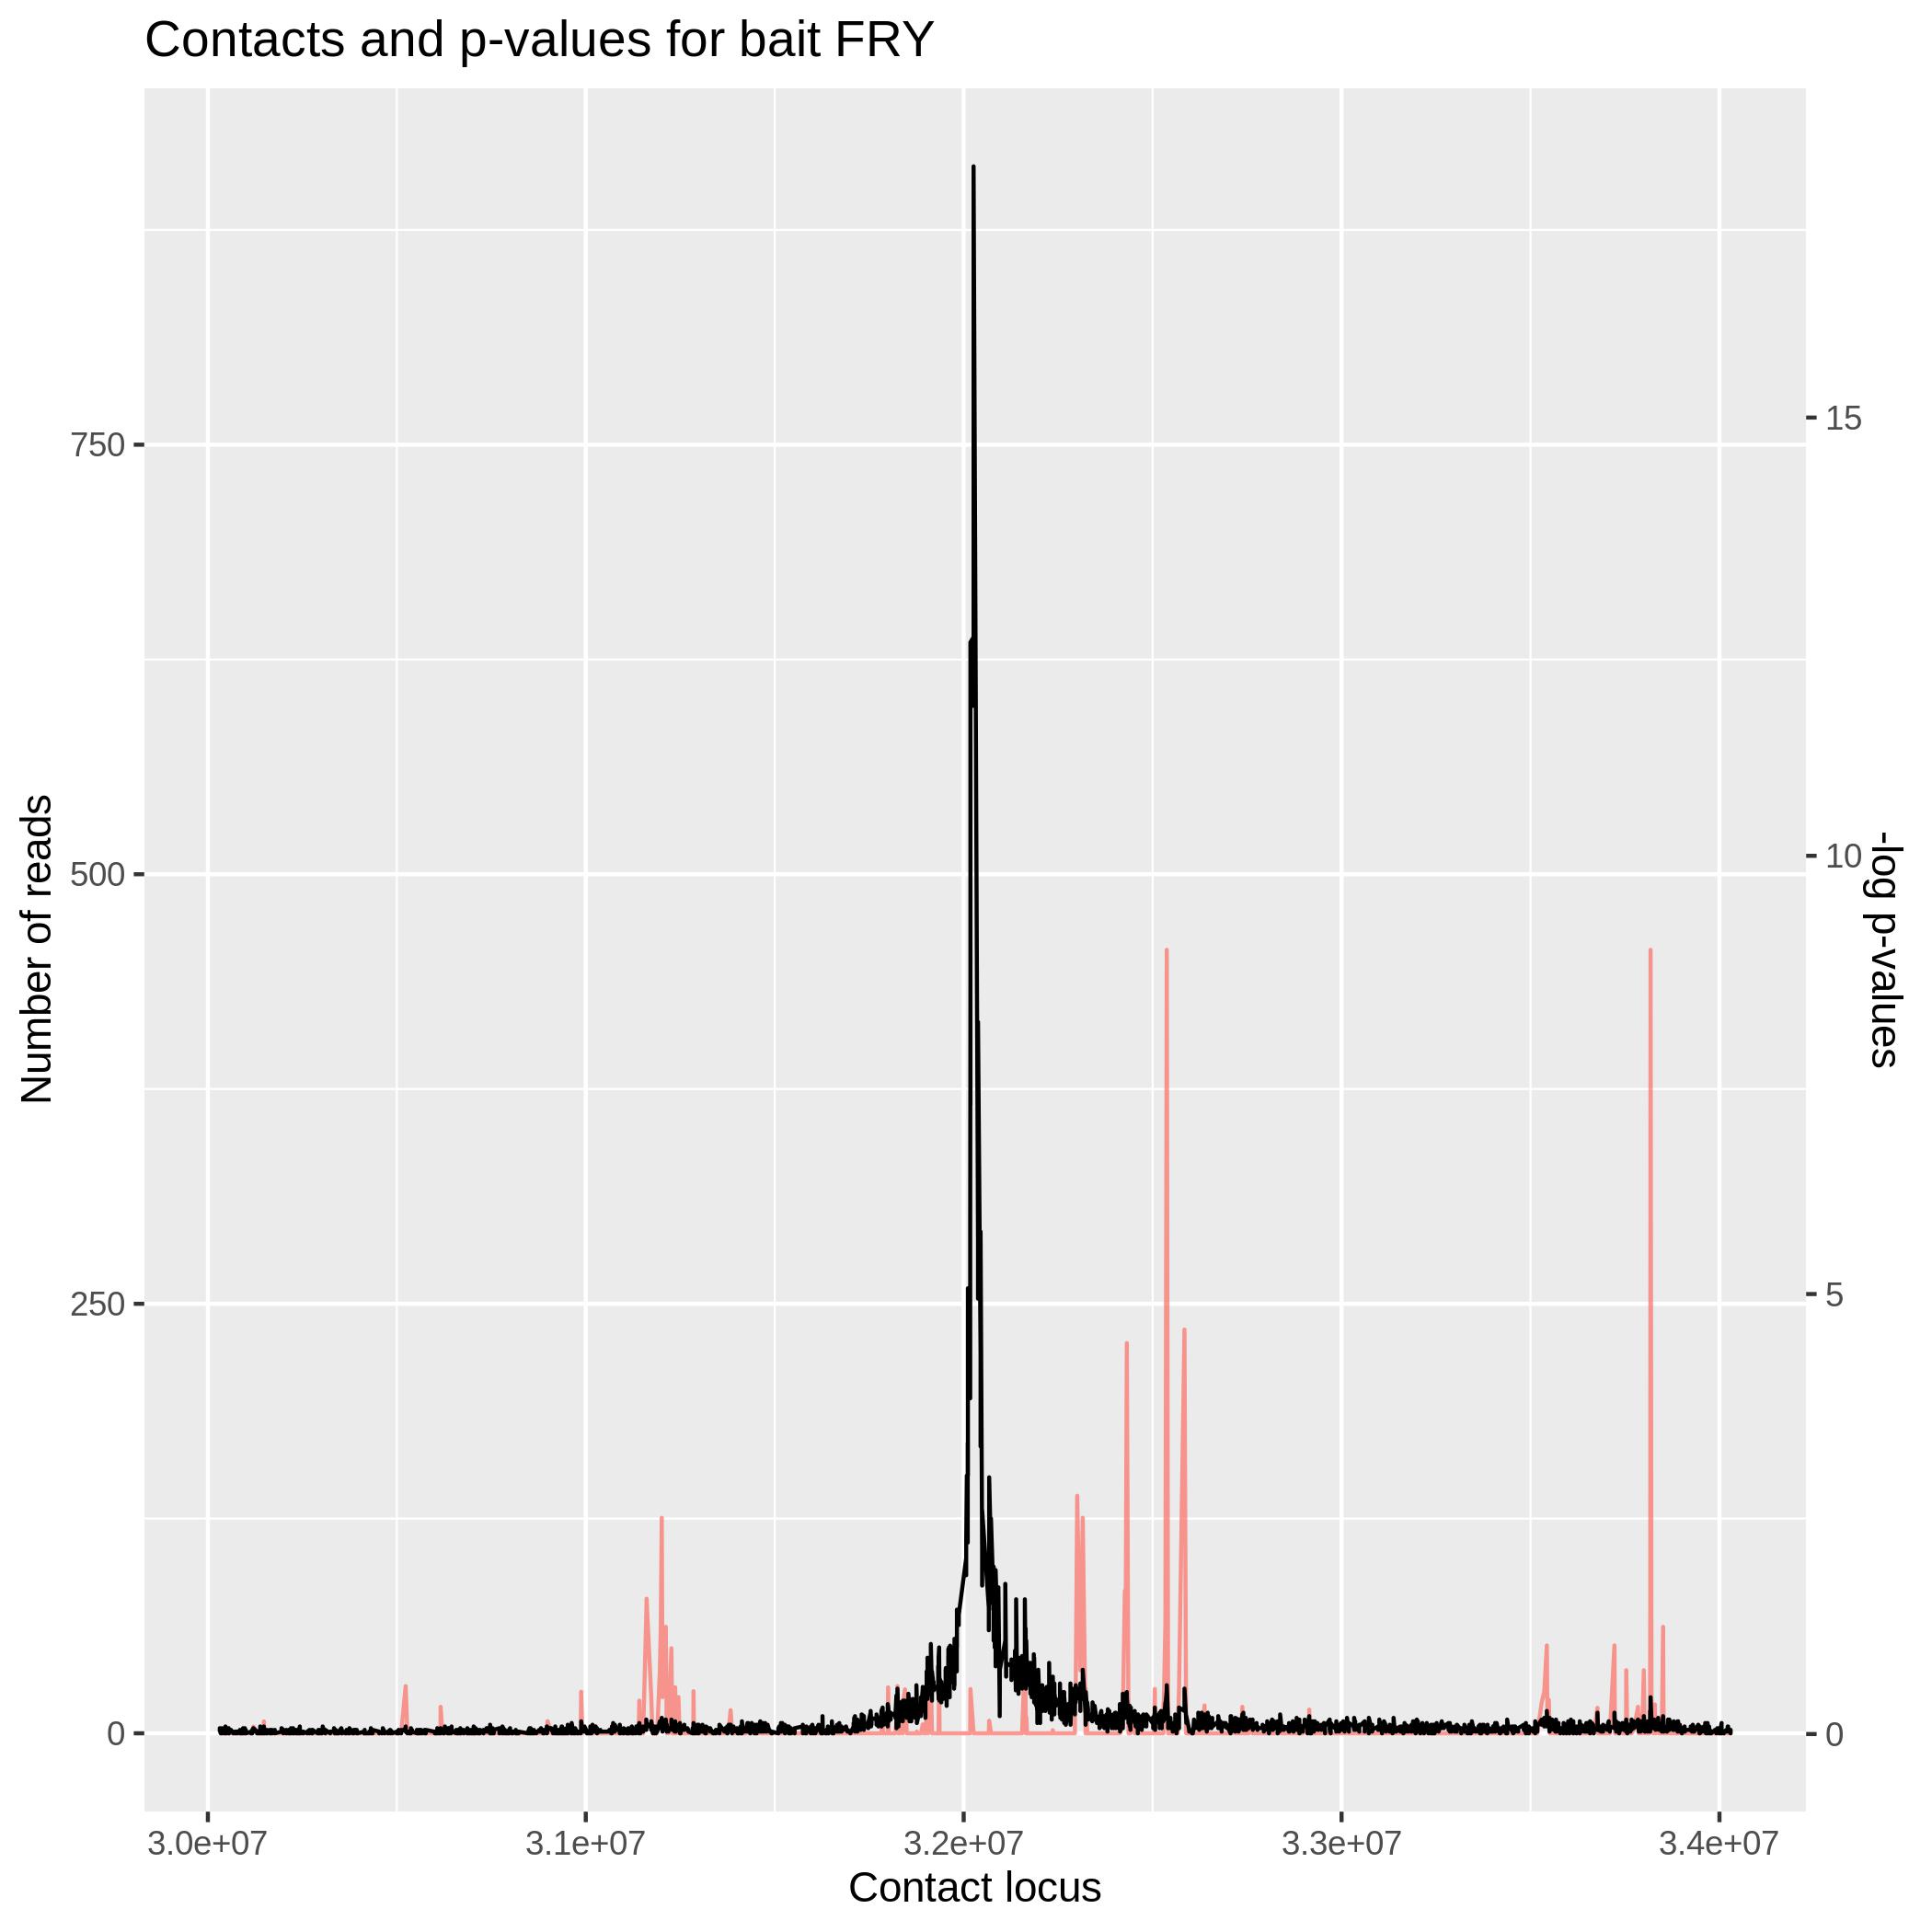 Contacts and p-values for bait FRY
Number of reads
750
500
250
0
15
10
5
0
-log p-values
3.0e+07 3.1e+07 3.2e+07 3.3e+07 3.4e+07
Contact locus